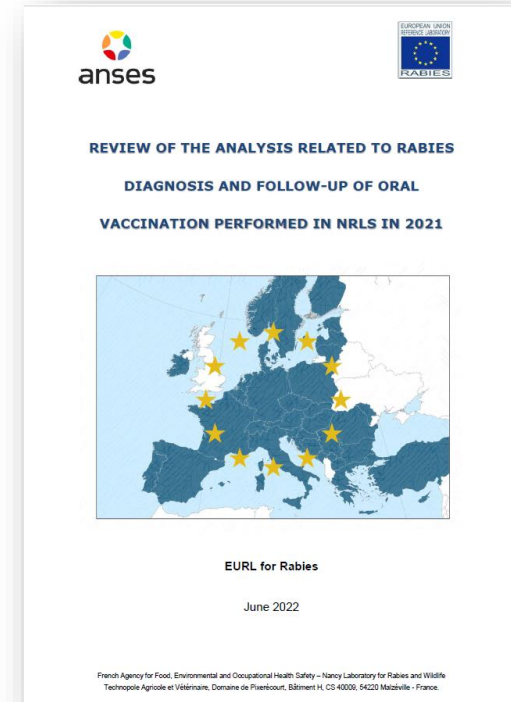 anses
EUROPEAN UNION
REFERENCE LABORATORY
RABIES
REVIEW OF THE ANALYSIS RELATED TO RABIES
DIAGNOSIS AND FOLLOW-UP OF ORAL
VACCINATION PERFORMED IN NRLS IN 2021
EURL for Rabies
June 2022
French Agency for Food, Environmental and Occupational Health Safety – Nancy Laboratory for Rabies and Wildlife
Technopole Agricole et Vétérinaire, Domaine de Pixerécourt, Bâtiment H, CS 40009, 54220 Malzéville - France.